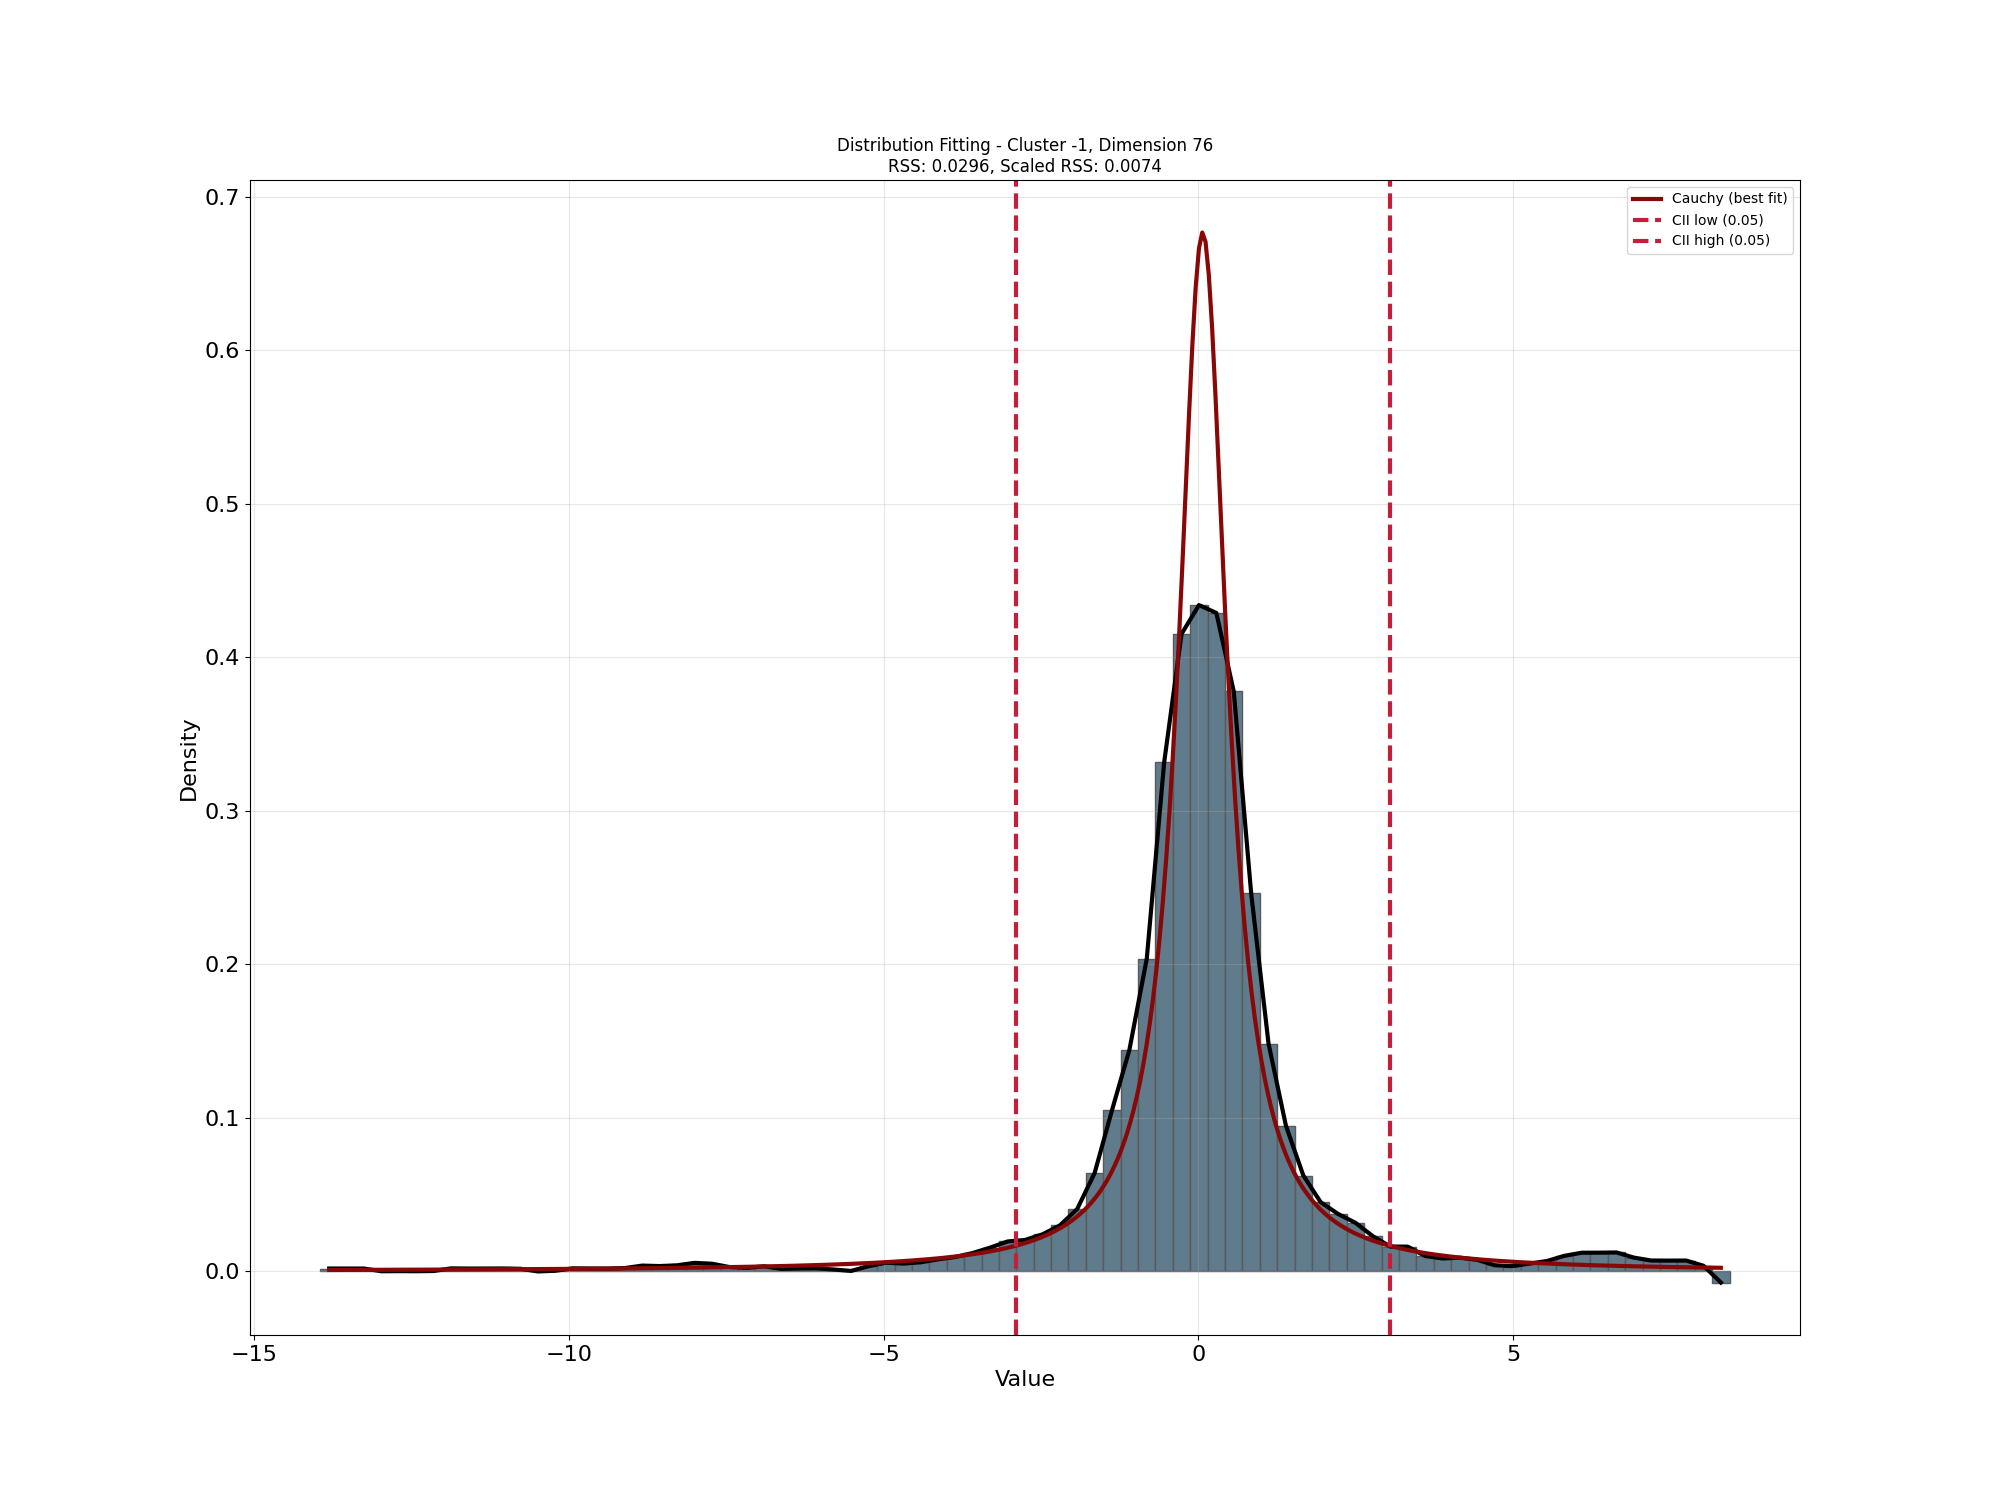 Distribution Fitting - Cluster -1, Dimension 76
RSS: 0.0296, Scaled RSS: 0.0074
Cauchy (best fit)
CII low (0.05)
CII high (0.05)
0.7
0.6
0.5
0.4
0.3
0.2
0.1
0.0
Density
−15 −10 −5 0 5
Value